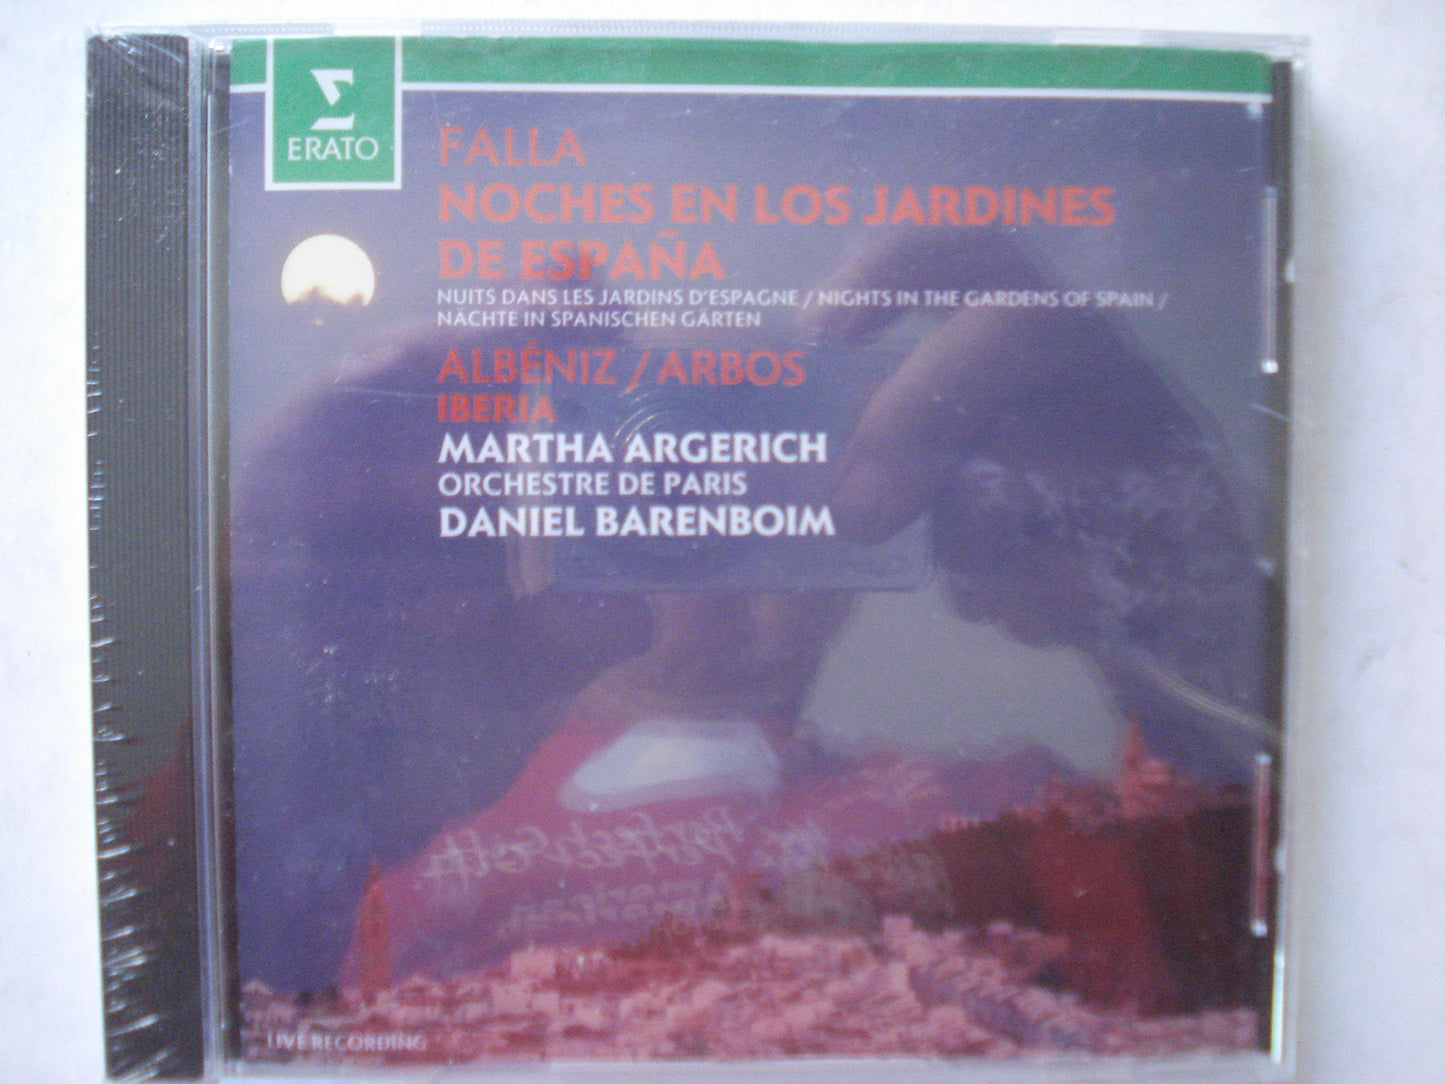 ERATO
FALLA
NOCHES EN LOS JARDINES
DE ESPAÑA
NUITS DANS LES JARDINS D'ESPAGNE / NIGHTS IN THE GARDENS OF SPAIN /
NÄCHTE IN SPANISCHEN GÄRTEN
ALBÉNIZ / ARBOS
IBERIA
MARTHA ARGERICH
ORCHESTRE DE PARIS
DANIEL BARENBOIM
LIVE RECORDING